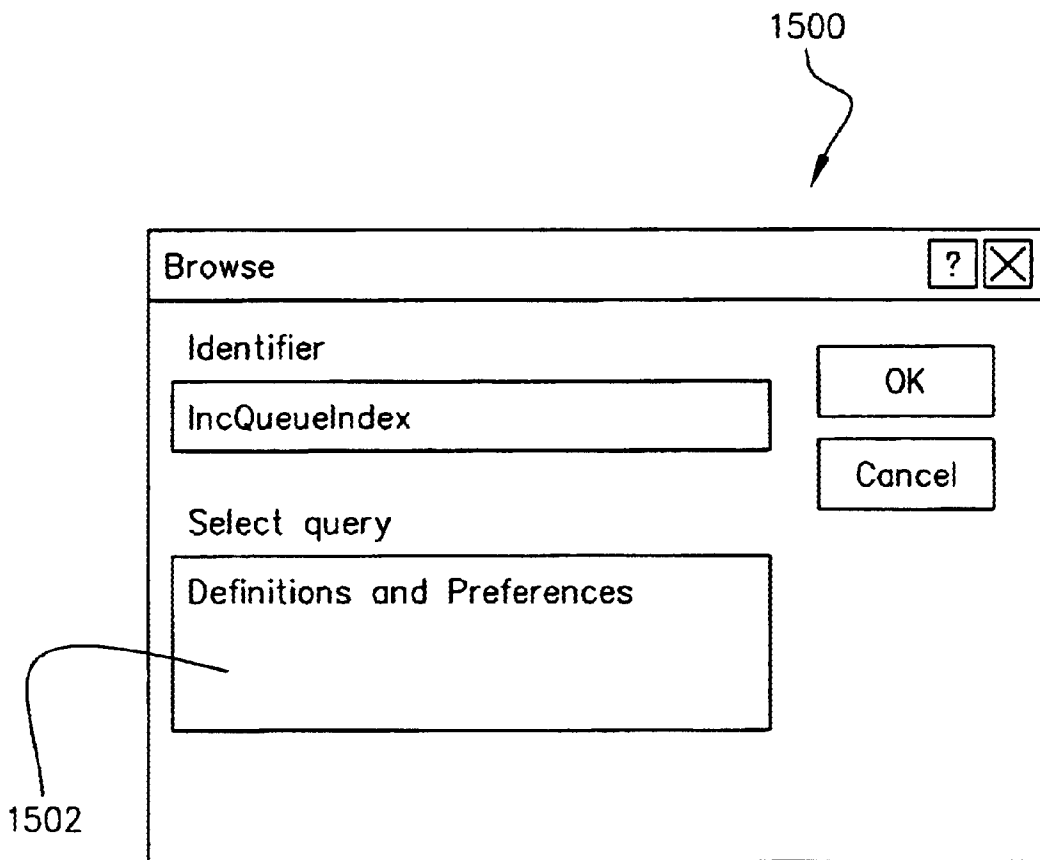 1500
Browse ?
Identifier
OK
IncQueueIndex
Cancel
Select query
Definitions and Preferences
1502